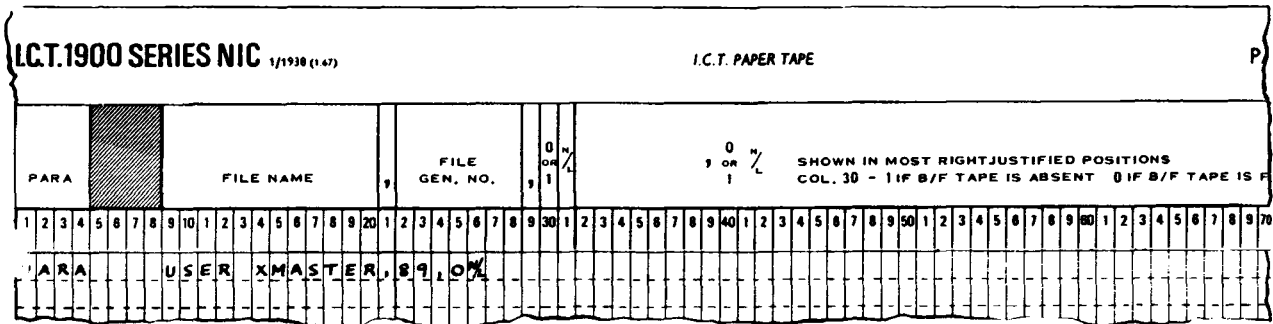 I.C.T. 1900 SERIES NIC 1/1930 (1.67) I.C.T. PAPER TAPE P
PARA FILE NAME , FILE GEN. NO. , 0 OR 1 N/L , 0 OR 1 N/L SHOWN IN MOST RIGHT JUSTIFIED POSITIONS
COL. 30 - 1 IF B/F TAPE IS ABSENT 0 IF B/F TAPE IS F
1 2 3 4 5 6 7 8 9 10 1 2 3 4 5 6 7 8 9 20 1 2 3 4 5 6 7 8 9 30 1 2 3 4 5 6 7 8 9 40 1 2 3 4 5 6 7 8 9 50 1 2 3 4 5 6 7 8 9 60 1 2 3 4 5 6 7 8 9 70
ARA USER XMASTER,89,0N/L